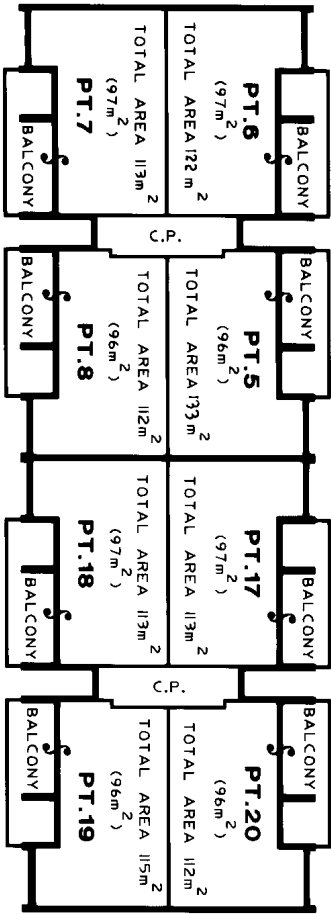 BALCONY
PT.6
(97m²)
TOTAL AREA 122m²
TOTAL AREA 113m²
(97m²)
PT.7
BALCONY
C.P.
BALCONY
PT.5
(96m²)
TOTAL AREA 133m²
TOTAL AREA 112m²
(96m²)
PT.8
BALCONY
BALCONY
PT.17
(97m²)
TOTAL AREA 113m²
TOTAL AREA 113m²
(97m²)
PT.18
BALCONY
C.P.
BALCONY
PT.20
(96m²)
TOTAL AREA 112m²
TOTAL AREA 115m²
(96m²)
PT.19
BALCONY